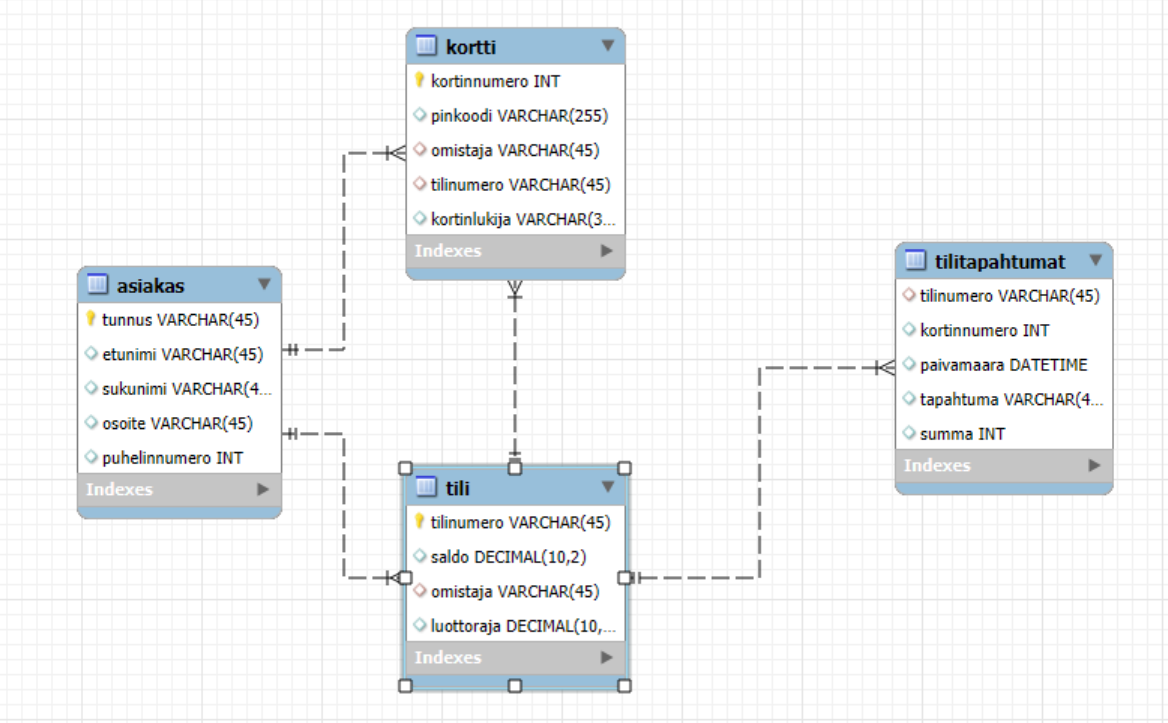 kortti
kortinnumero INT
pinkoodi VARCHAR(255)
omistaja VARCHAR(45)
tilinumero VARCHAR(45)
kortinlukija VARCHAR(3...
Indexes
asiakas
tunnus VARCHAR(45)
etunimi VARCHAR(45)
sukunimi VARCHAR(4...
osoite VARCHAR(45)
puhelinnumero INT
Indexes
tili
tilinumero VARCHAR(45)
saldo DECIMAL(10,2)
omistaja VARCHAR(45)
luottoraja DECIMAL(10,...
Indexes
tilitapahtumat
tilinumero VARCHAR(45)
kortinnumero INT
paivamaara DATETIME
tapahtuma VARCHAR(4...
summa INT
Indexes